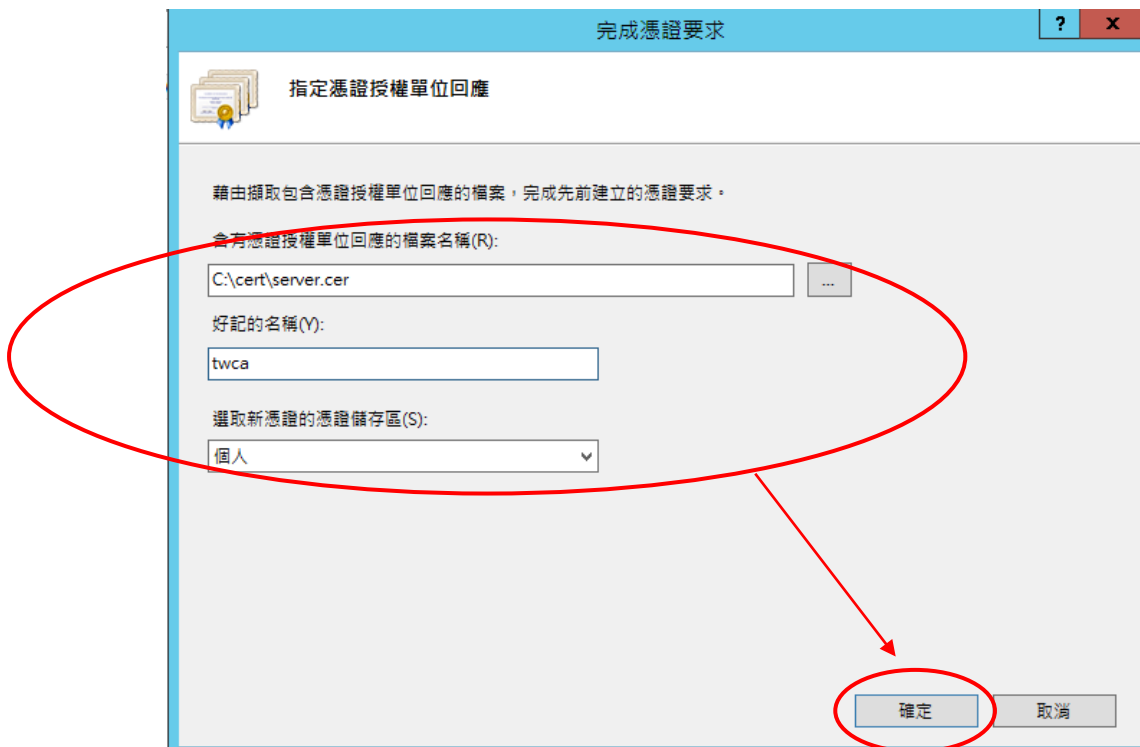 完成憑證要求
?
x
指定憑證授權單位回應
藉由擷取包含憑證授權單位回應的檔案，完成先前建立的憑證要求。
含有憑證授權單位回應的檔案名稱(R):
C:\cert\server.cer
...
好記的名稱(Y):
twca
選取新憑證的憑證儲存區(S):
個人
確定
取消